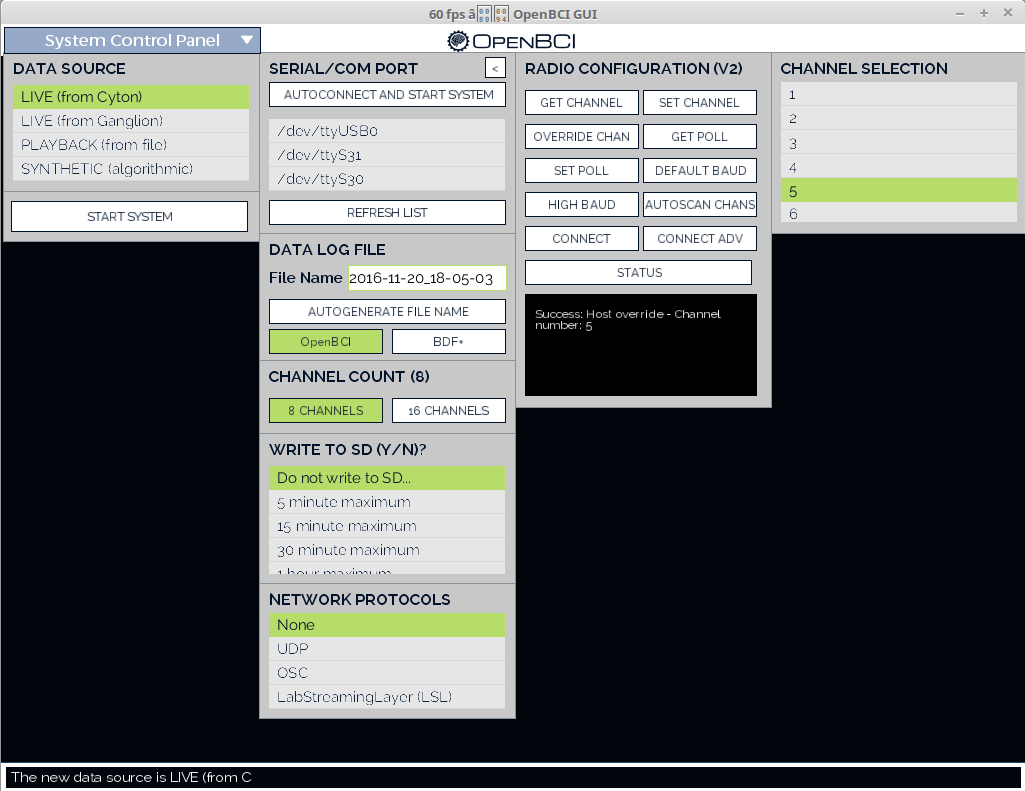 60 fps â OpenBCI GUI
System Control Panel
OPENBCI
DATA SOURCE
LIVE (from Cyton)
LIVE (from Ganglion)
PLAYBACK (from file)
SYNTHETIC (algorithmic)
START SYSTEM
SERIAL/COM PORT
<
AUTOCONNECT AND START SYSTEM
/dev/ttyUSB0
/dev/ttyS31
/dev/ttyS30
REFRESH LIST
DATA LOG FILE
File Name 2016-11-20_18-05-03
AUTOGENERATE FILE NAME
OpenBCI BDF+
CHANNEL COUNT (8)
8 CHANNELS 16 CHANNELS
WRITE TO SD (Y/N)?
Do not write to SD...
5 minute maximum
15 minute maximum
30 minute maximum
1 hour maximum
NETWORK PROTOCOLS
None
UDP
OSC
LabStreamingLayer (LSL)
RADIO CONFIGURATION (V2)
GET CHANNEL SET CHANNEL
OVERRIDE CHAN GET POLL
SET POLL DEFAULT BAUD
HIGH BAUD AUTOSCAN CHANS
CONNECT CONNECT ADV
STATUS
Success: Host override - Channel
number: 5
CHANNEL SELECTION
1
2
3
4
5
6
The new data source is LIVE (from C